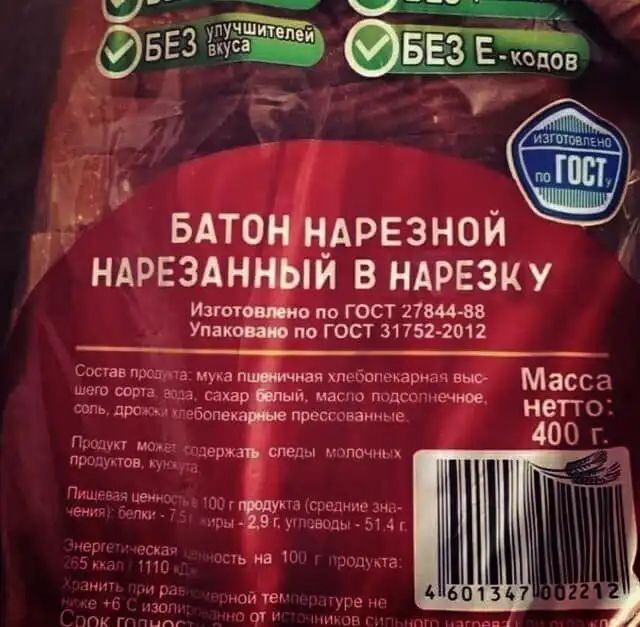 БЕЗ улучшителей вкуса
БЕЗ Е-кодов
ИЗГОТОВЛЕНО
по ГОСТу
БАТОН НАРЕЗНОЙ
НАРЕЗАННЫЙ В НАРЕЗКУ
Изготовлено по ГОСТ 27844-88
Упаковано по ГОСТ 31752-2012
Состав продукта: мука пшеничная хлебопекарная выс-
шего сорта, вода, сахар белый, масло подсолнечное,
соль, дрожжи хлебопекарные прессованные.
Продукт может содержать следы молочных
продуктов, кунжута.
Пищевая ценность 100 г продукта (средние зна-
чения): белки - 7,5 г жиры - 2,9 г, углеводы - 51,4 г.
Энергетическая ценность на 100 г продукта:
265 ккал / 1110 кДж
Хранить при равномерной температуре не
ниже +6 С изолированно от источников сильного нагрева или
Срок годност
Масса
нетто:
400 г.
4 601347 002212